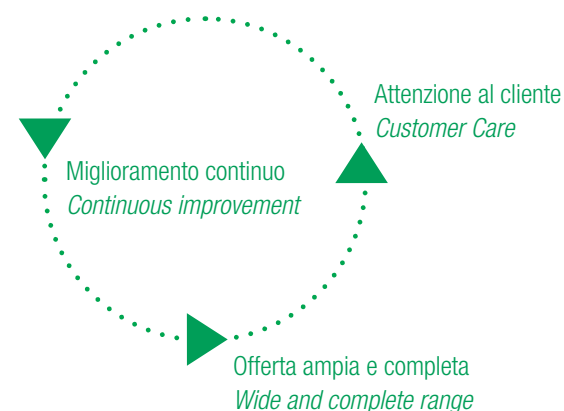 Attenzione al cliente
Customer Care
Miglioramento continuo
Continuous improvement
Offerta ampia e completa
Wide and complete range